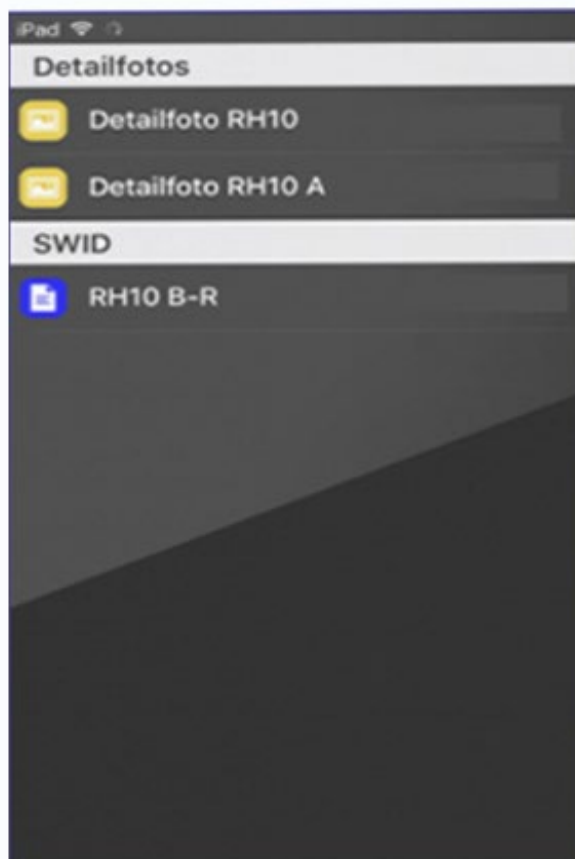 iPad
Detailfotos
Detailfoto RH10
Detailfoto RH10 A
SWID
RH10 B-R